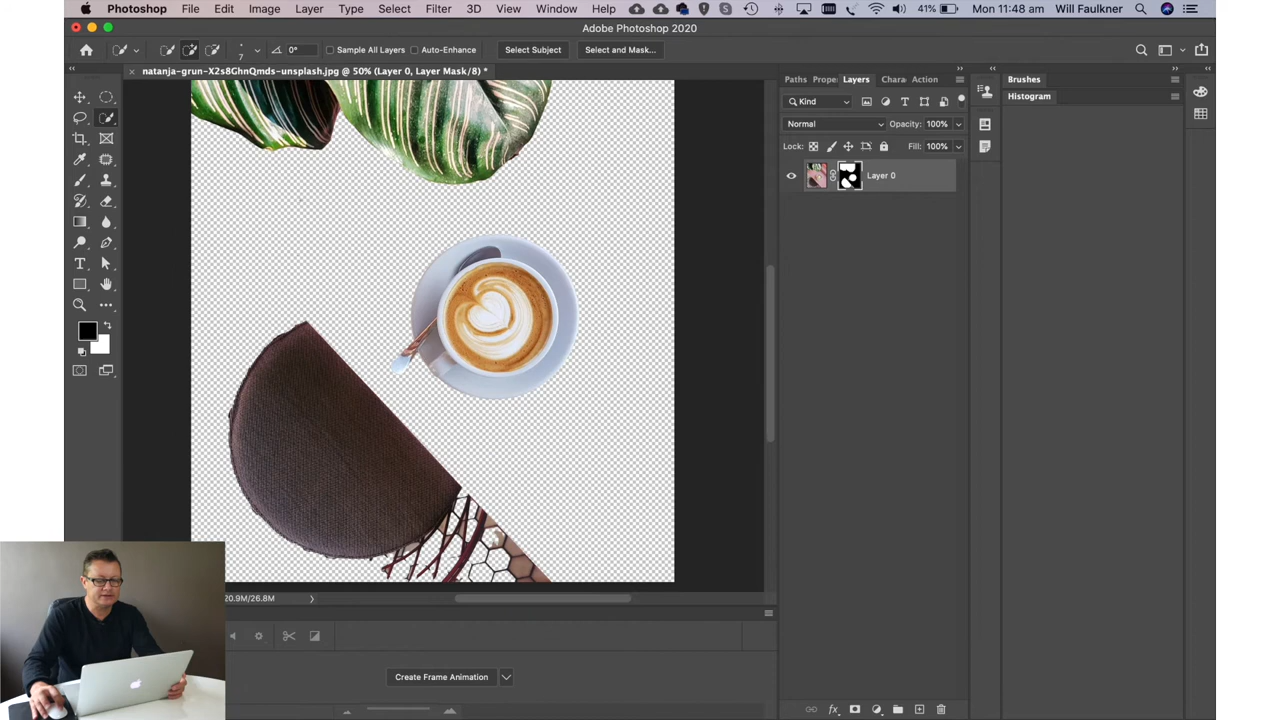 Photoshop File Edit Image Layer Type Select Filter 3D View Window Help 41% Mon 11:48 am Will Faulkner
Adobe Photoshop 2020
7 0° Sample All Layers Auto-Enhance Select Subject Select and Mask...
natanja-grun-X2s8GhnQmds-unsplash.jpg @ 50% (Layer 0, Layer Mask/8) *
Paths Prope Layers Chara Action Brushes
Histogram
Kind
Normal Opacity: 100%
Lock: Fill: 100%
Layer 0
20.9M/26.8M
Create Frame Animation